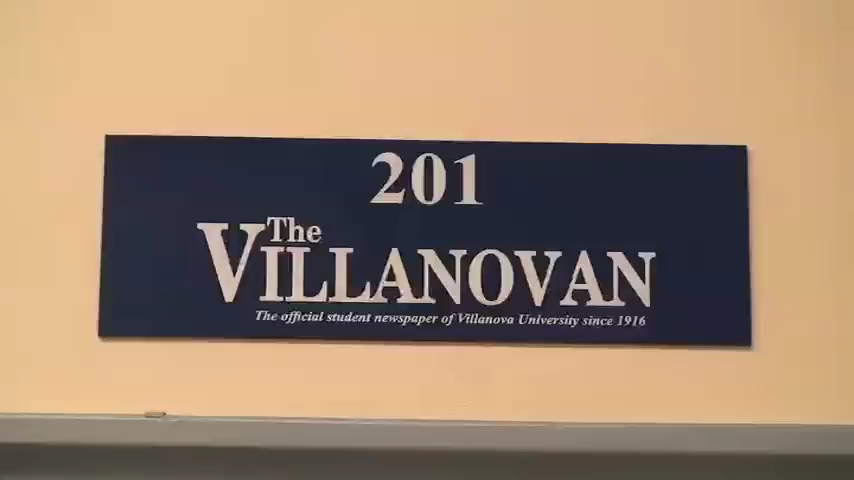 201
The
VILLANOVAN
The official student newspaper of Villanova University since 1916